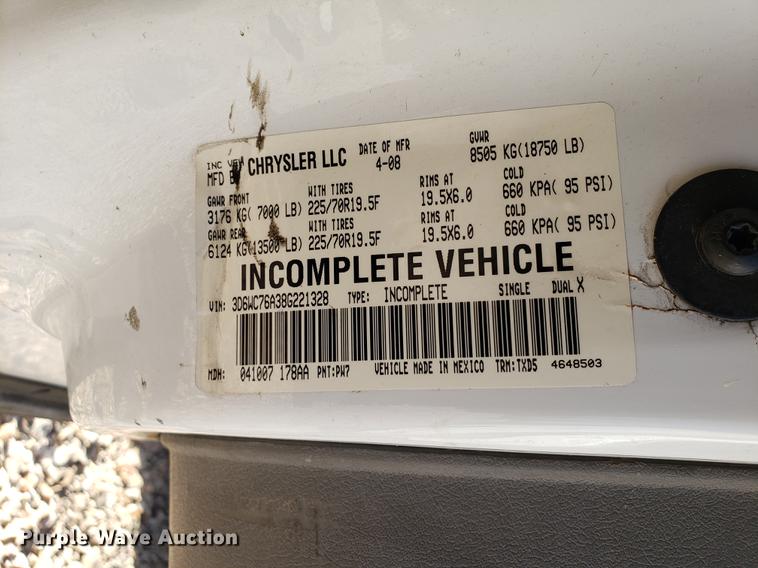 INC VEH
MFD BY CHRYSLER LLC DATE OF MFR 4-08 GVWR 8505 KG(18750 LB)
GAWR FRONT WITH TIRES RIMS AT COLD
3176 KG( 7000 LB) 225/70R19.5F 19.5X6.0 660 KPA( 95 PSI)
GAWR REAR WITH TIRES RIMS AT COLD
6124 KG(13500 LB) 225/70R19.5F 19.5X6.0 660 KPA( 95 PSI)
INCOMPLETE VEHICLE
VIN: 3D6WC76A38G221328 TYPE: INCOMPLETE SINGLE DUAL X
MDH: 041007 178AA PNT:PW7 VEHICLE MADE IN MEXICO TRM:TXD5 4648503
Purple Wave Auction